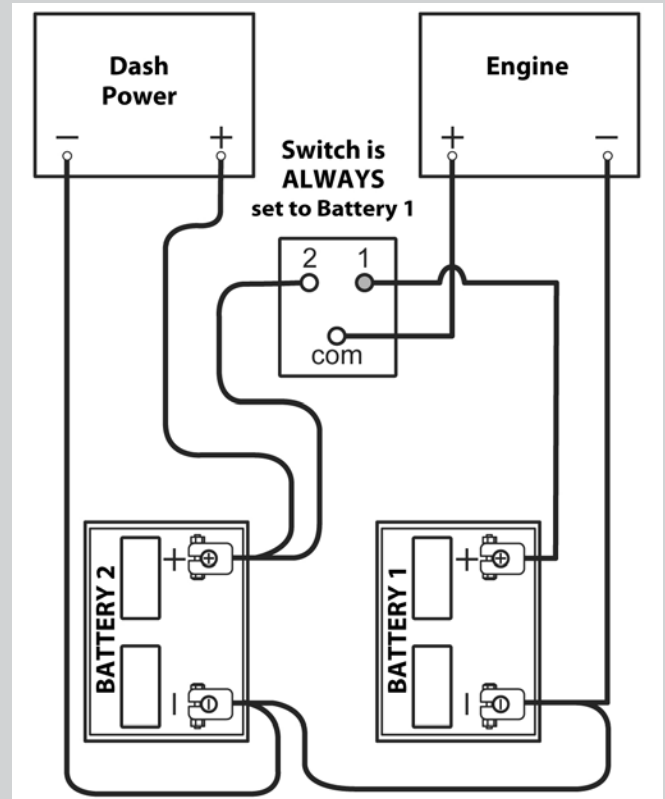 Dash
Power
Engine
− +
+ −
Switch is
ALWAYS
set to Battery 1
2 1
com
BATTERY 2
+
−
BATTERY 1
+
−